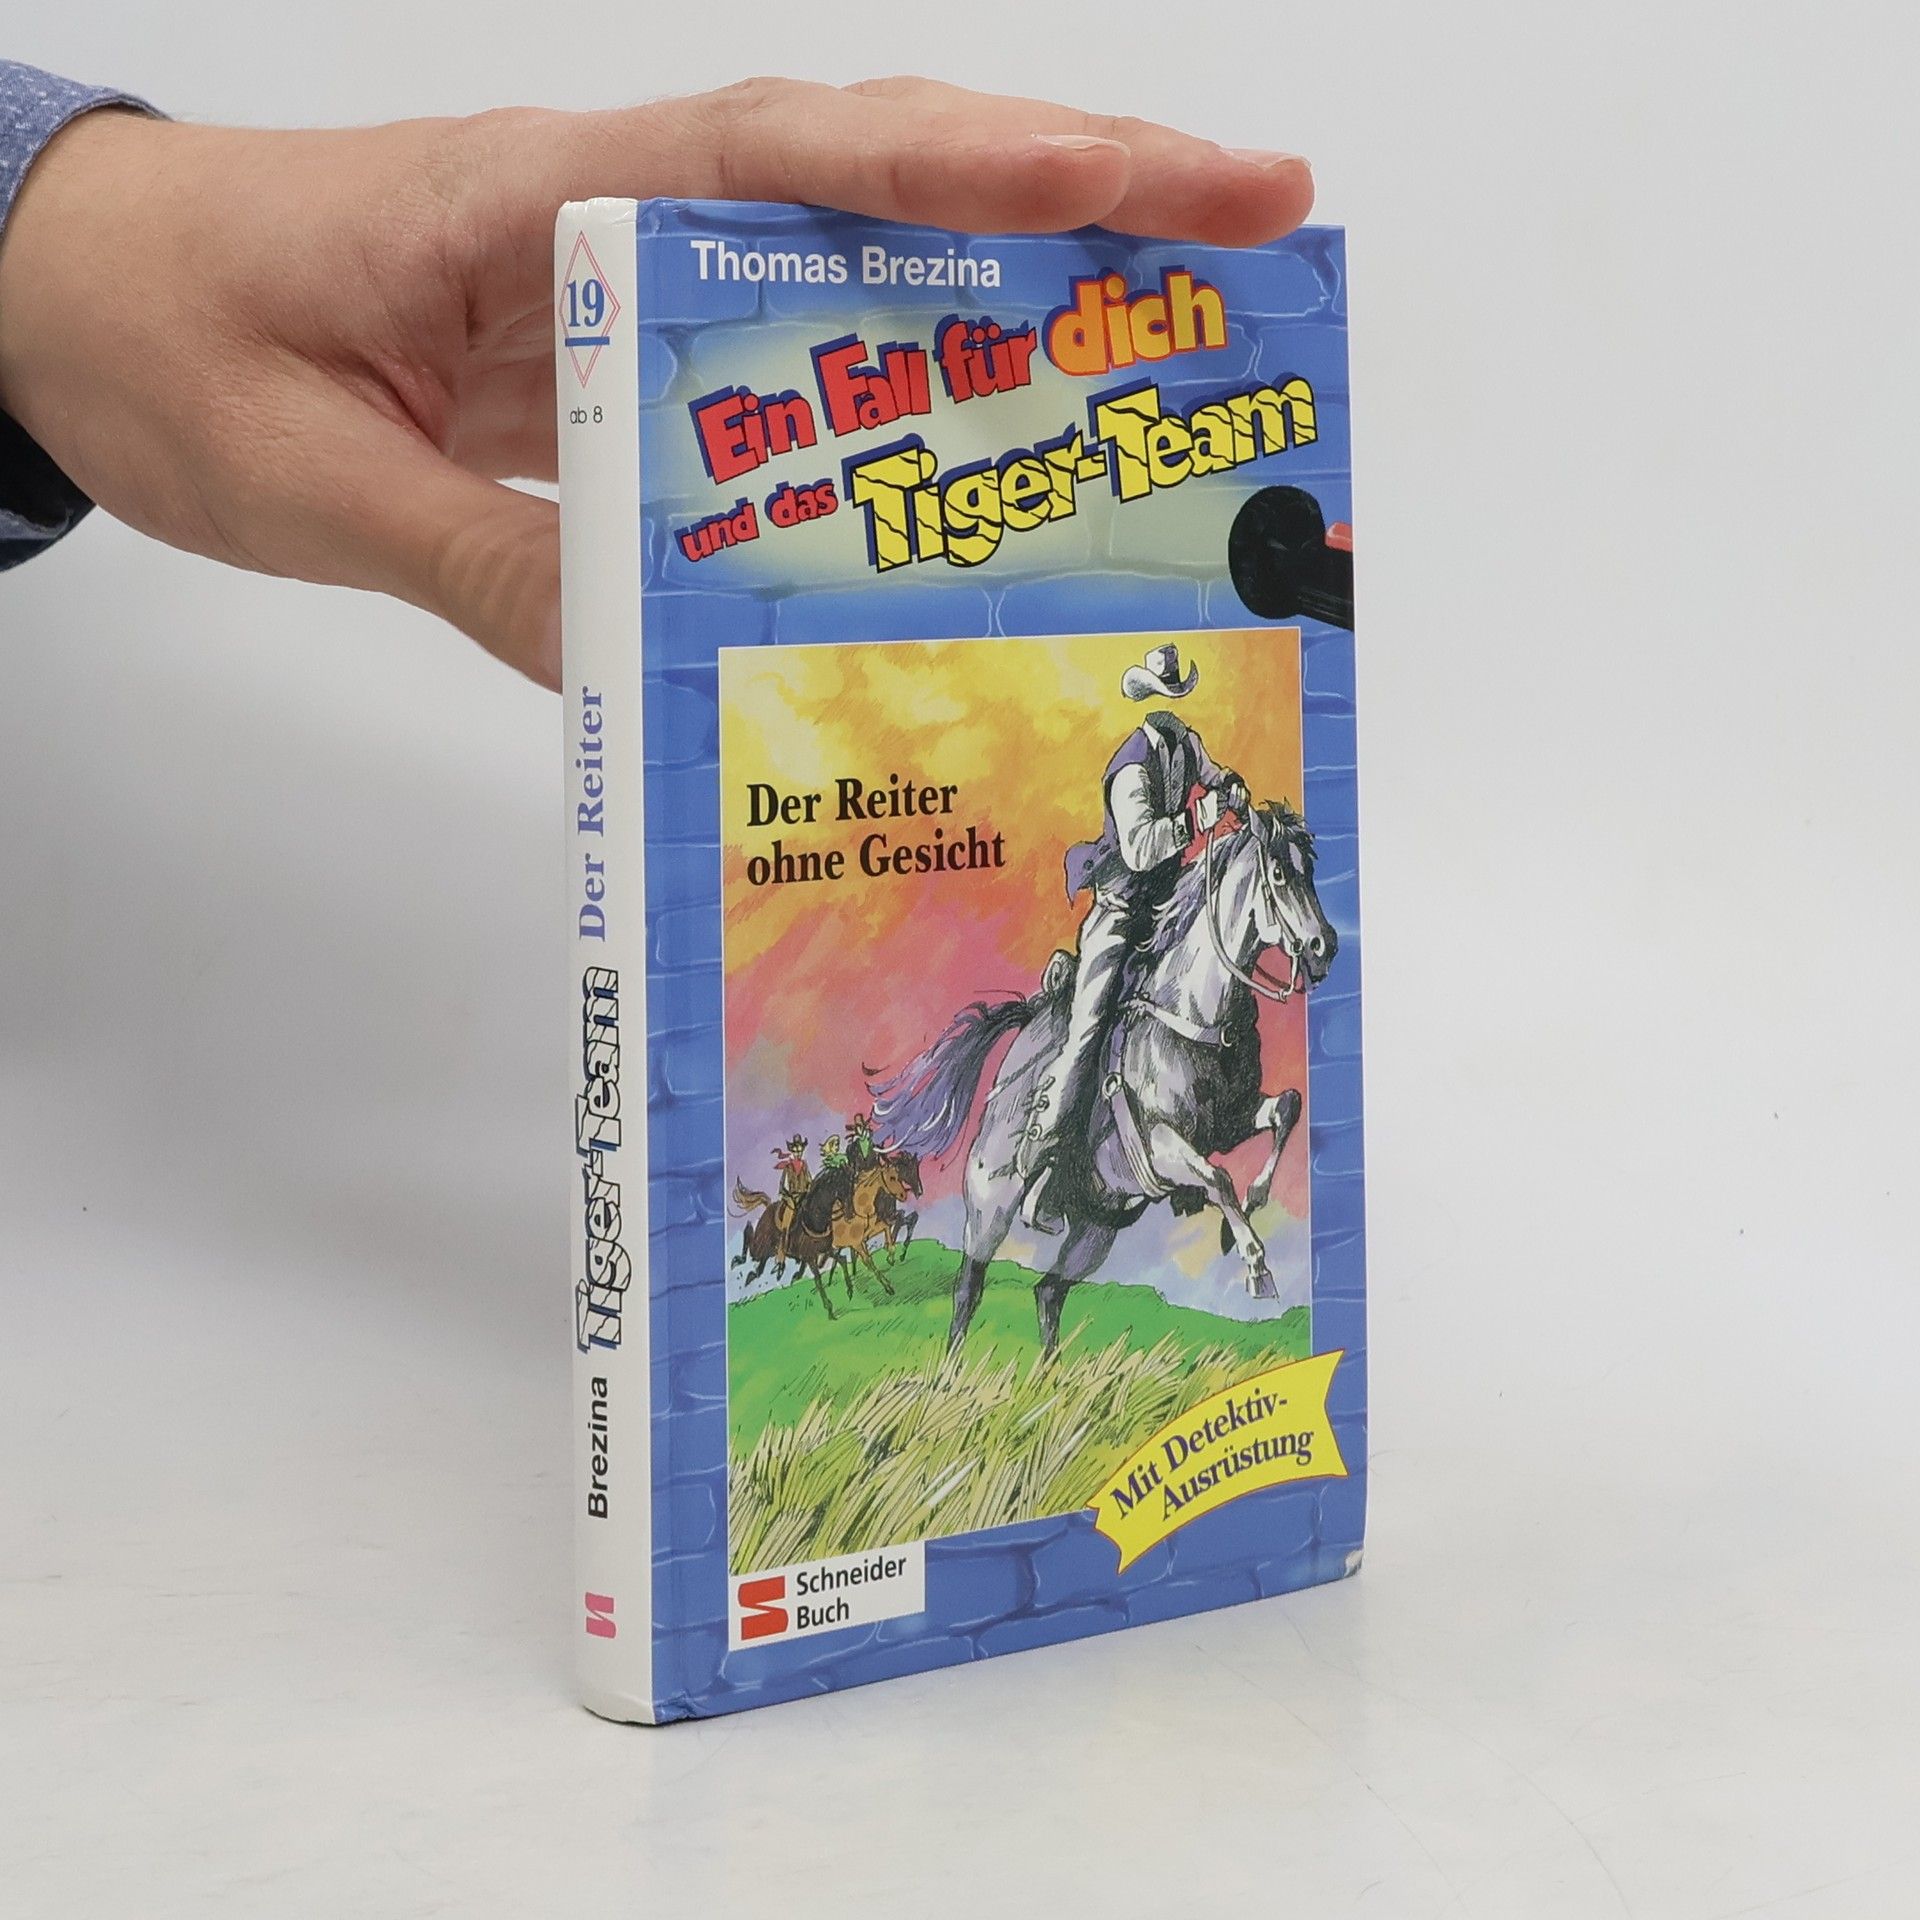 19
ab 8
Brezina Tiger-Team Der Reiter
Thomas Brezina
Ein Fall für dich
und das Tiger-Team
Der Reiter
ohne Gesicht
Mit Detektiv-
Ausrüstung
Schneider
Buch